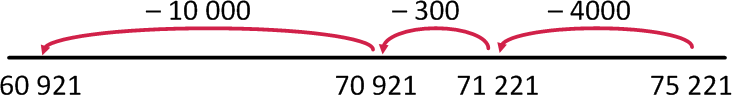 – 10 000 – 300 – 4000
60 921 70 921 71 221 75 221